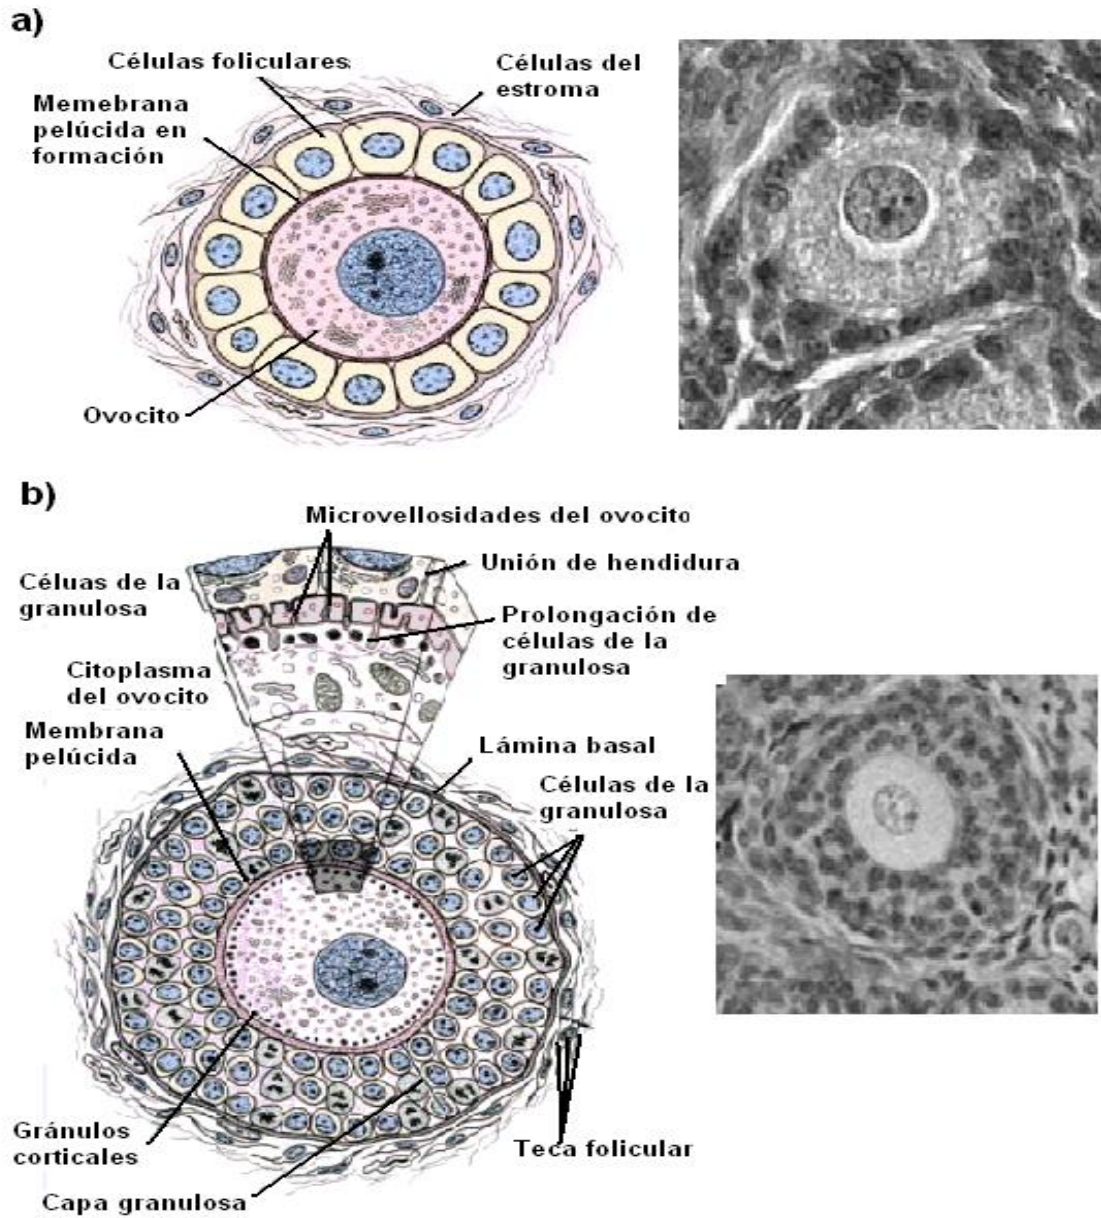 a)
Células foliculares
Células del
estroma
Memebrana
pelúcida en
formación
Ovocito
b)
Microvellosidades del ovocito
Céluas de la
granulosa
Unión de hendidura
Prolongación de
células de la
granulosa
Citoplasma
del ovocito
Membrana
pelúcida
Lámina basal
Células de la
granulosa
Gránulos
corticales
Teca folicular
Capa granulosa